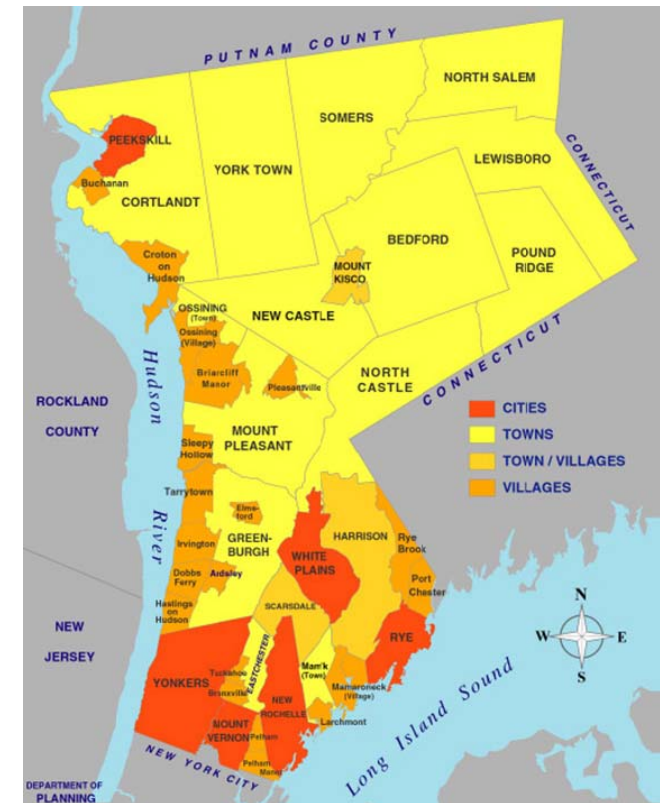 PUTNAM COUNTY
NORTH SALEM
SOMERS
PEEKSKILL
YORK TOWN
LEWISBORO
CONNECTICUT
Buchanan
CORTLANDT
BEDFORD
POUND
RIDGE
Croton
on
Hudson
MOUNT
KISCO
OSSINING
(Town)
NEW CASTLE
Ossining
(Village)
Hudson
Briarcliff
Manor
Pleasantville
NORTH
CASTLE
CONNECTICUT
ROCKLAND
COUNTY
CITIES
TOWNS
TOWN / VILLAGES
VILLAGES
MOUNT
PLEASANT
Sleepy
Hollow
Tarrytown
River
Elms-
ford
GREEN-
BURGH
HARRISON
Rye
Brook
Irvington
WHITE
PLAINS
Dobbs
Ferry
Ardsley
Port
Chester
Hastings
on
Hudson
SCARSDALE
N
W
E
S
NEW
JERSEY
RYE
EASTCHESTER
Mam'k
(Town)
Tuckahoe
YONKERS
Bronxville
Mamaroneck
(Village)
NEW
ROCHELLE
Larchmont
MOUNT
VERNON
Pelham
Pelham
Manor
Long Island Sound
NEW YORK CITY
DEPARTMENT OF
PLANNING